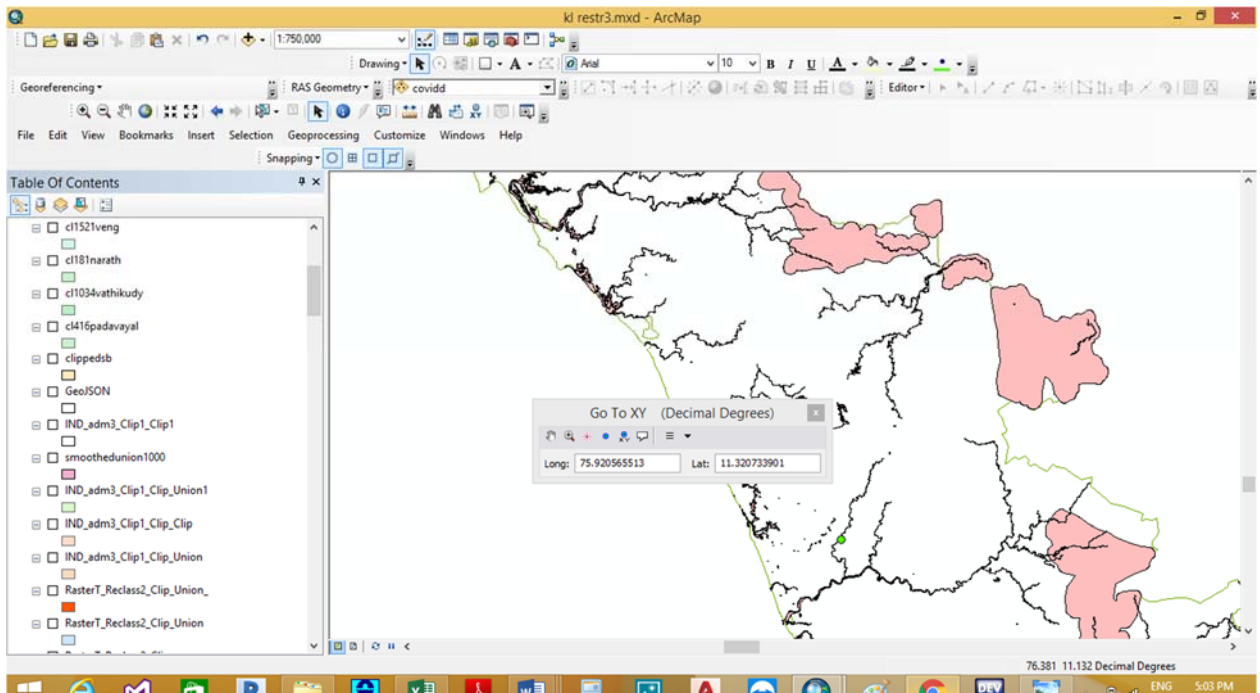 kl restr3.mxd - ArcMap
1:750,000
Drawing A Arial 10 B I U A
Georeferencing RAS Geometry covidd Editor
File Edit View Bookmarks Insert Selection Geoprocessing Customize Windows Help
Snapping
Table Of Contents
cl1521veng
cl181narath
cl1034vathikudy
cl416padavayal
clippedsb
GeoJSON
IND_adm3_Clip1_Clip1
smoothedunion1000
IND_adm3_Clip1_Clip_Union1
IND_adm3_Clip1_Clip_Clip
IND_adm3_Clip1_Clip_Union
RasterT_Reclass2_Clip_Union_
RasterT_Reclass2_Clip_Union
Go To XY (Decimal Degrees)
Long: 75.920565513 Lat: 11.320733901
76.381 11.132 Decimal Degrees
DEV
ENG 5:03 PM